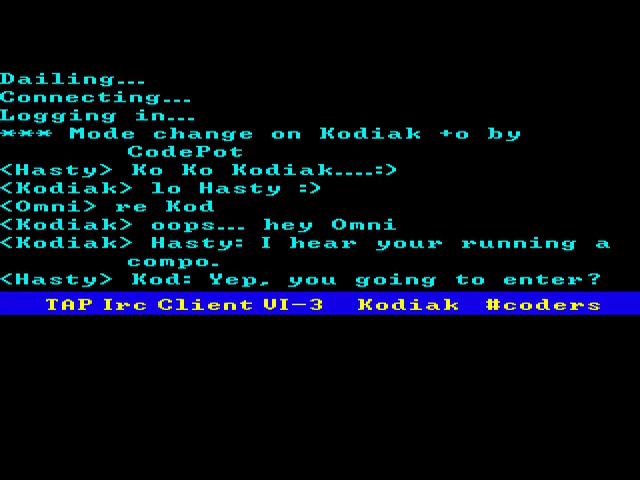 Dailing...
Connecting...
Logging in...
*** Mode change on Kodiak +o by
CodePot
<Hasty> Ko Ko Kodiak....:>
<Kodiak> lo Hasty :>
<Omni> re Kod
<Kodiak> oops... hey Omni
<Kodiak> Hasty: I hear your running a
compo.
<Hasty> Kod: Yep, you going to enter?
TAP Irc Client VI-3 Kodiak #coders